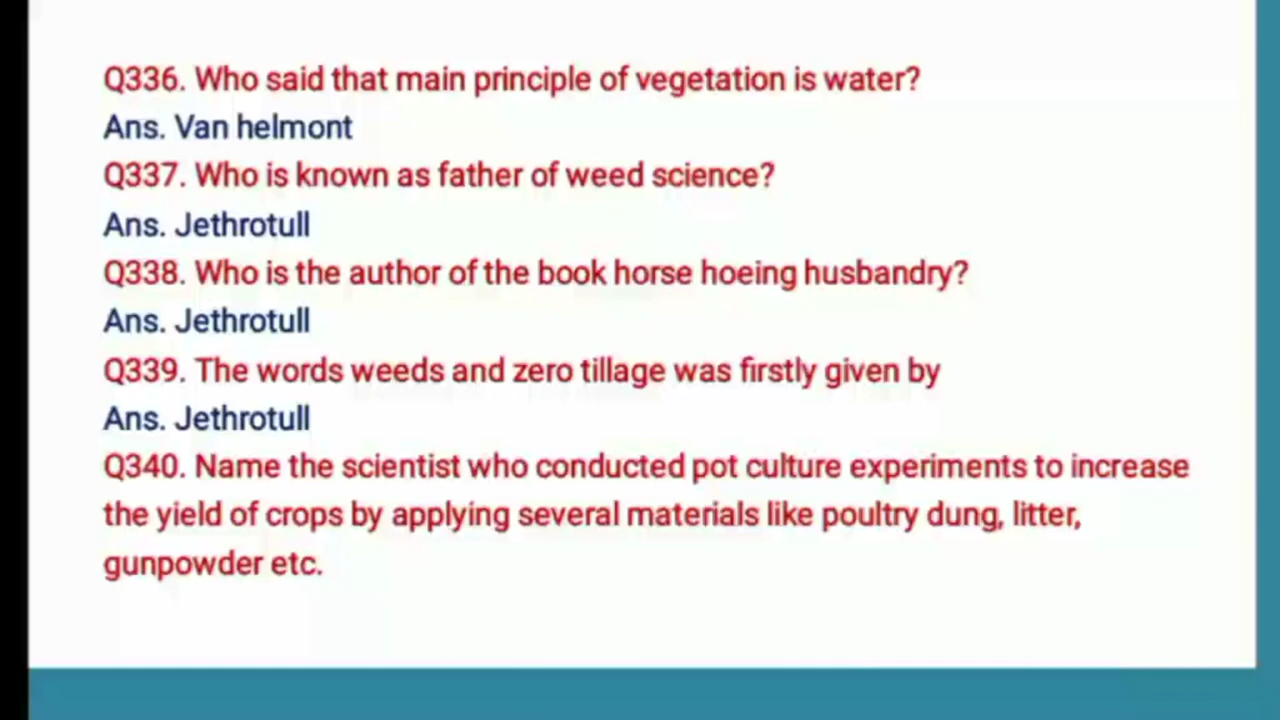 Q336. Who said that main principle of vegetation is water?
Ans. Van helmont
Q337. Who is known as father of weed science?
Ans. Jethrotull
Q338. Who is the author of the book horse hoeing husbandry?
Ans. Jethrotull
Q339. The words weeds and zero tillage was firstly given by
Ans. Jethrotull
Q340. Name the scientist who conducted pot culture experiments to increase
the yield of crops by applying several materials like poultry dung, litter,
gunpowder etc.